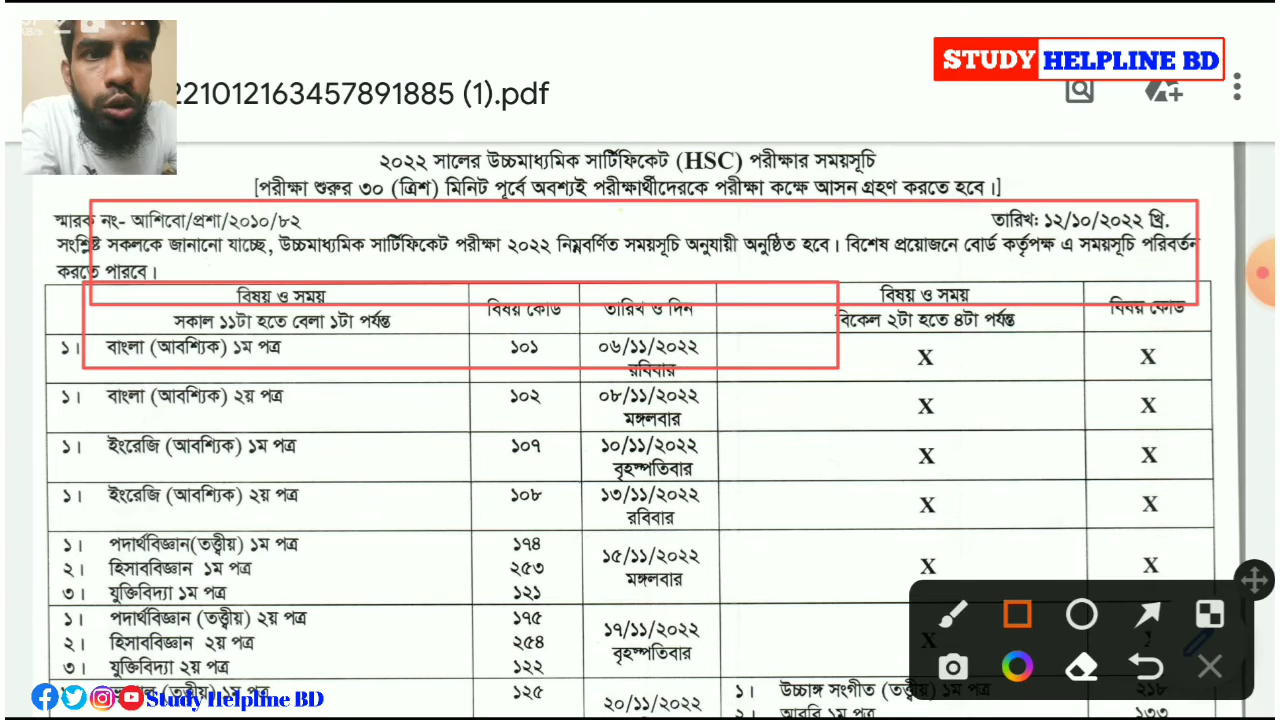 STUDY HELPLINE BD
221012163457891885 (1).pdf
২০২২ সালের উচ্চমাধ্যমিক সার্টিফিকেট (HSC) পরীক্ষার সময়সূচি
[পরীক্ষা শুরুর ৩০ (ত্রিশ) মিনিট পূর্বে অবশ্যই পরীক্ষার্থীদেরকে পরীক্ষা কক্ষে আসন গ্রহণ করতে হবে।]
স্মারক নং- আশিবো/প্রশা/২০১০/৮২ তারিখ: ১২/১০/২০২২ খ্রি.
সংশ্লিষ্ট সকলকে জানানো যাচ্ছে, উচ্চমাধ্যমিক সার্টিফিকেট পরীক্ষা ২০২২ নিম্নবর্ণিত সময়সূচি অনুযায়ী অনুষ্ঠিত হবে। বিশেষ প্রয়োজনে বোর্ড কর্তৃপক্ষ এ সময়সূচি পরিবর্তন
করতে পারবে।
বিষয় ও সময় বিষয় কোড তারিখ ও দিন বিষয় ও সময় বিষয় কোড
সকাল ১১টা হতে বেলা ১টা পর্যন্ত বিকেল ২টা হতে ৪টা পর্যন্ত
১। বাংলা (আবশ্যিক) ১ম পত্র ১০১ ০৬/১১/২০২২ X X
রবিবার
১। বাংলা (আবশ্যিক) ২য় পত্র ১০২ ০৮/১১/২০২২ X X
মঙ্গলবার
১। ইংরেজি (আবশ্যিক) ১ম পত্র ১০৭ ১০/১১/২০২২ X X
বৃহস্পতিবার
১। ইংরেজি (আবশ্যিক) ২য় পত্র ১০৮ ১৩/১১/২০২২ X X
রবিবার
১। পদার্থবিজ্ঞান(তত্ত্বীয়) ১ম পত্র ১৭৪ ১৫/১১/২০২২ X X
২। হিসাববিজ্ঞান ১ম পত্র ২৫৩ মঙ্গলবার
৩। যুক্তিবিদ্যা ১ম পত্র ১২১
১। পদার্থবিজ্ঞান (তত্ত্বীয়) ২য় পত্র ১৭৫ ১৭/১১/২০২২ X
২। হিসাববিজ্ঞান ২য় পত্র ২৫৪ বৃহস্পতিবার
৩। যুক্তিবিদ্যা ২য় পত্র ১২২
(তত্ত্বীয়) ১ম পত্র ১২৫ ২০/১১/২০২২ ১। উচ্চাঙ্গ সংগীত (তত্ত্বীয়) ১ম পত্র ২১৮
২। আরবি ১ম পত্র ১৩৩
Study Helpline BD